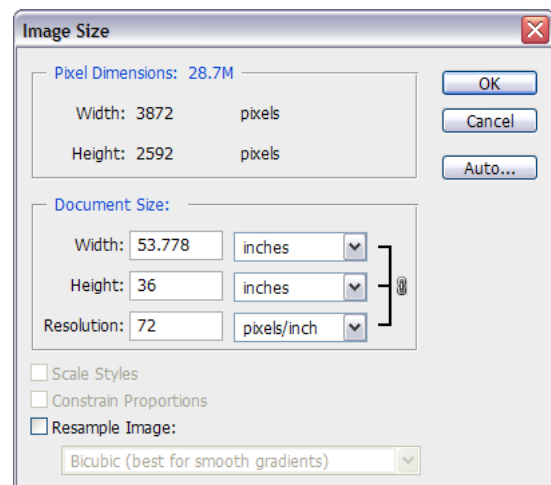 Image Size
Pixel Dimensions: 28.7M
OK
Width: 3872 pixels
Cancel
Height: 2592 pixels
Auto...
Document Size:
Width: 53.778 inches
Height: 36 inches
Resolution: 72 pixels/inch
Scale Styles
Constrain Proportions
Resample Image:
Bicubic (best for smooth gradients)